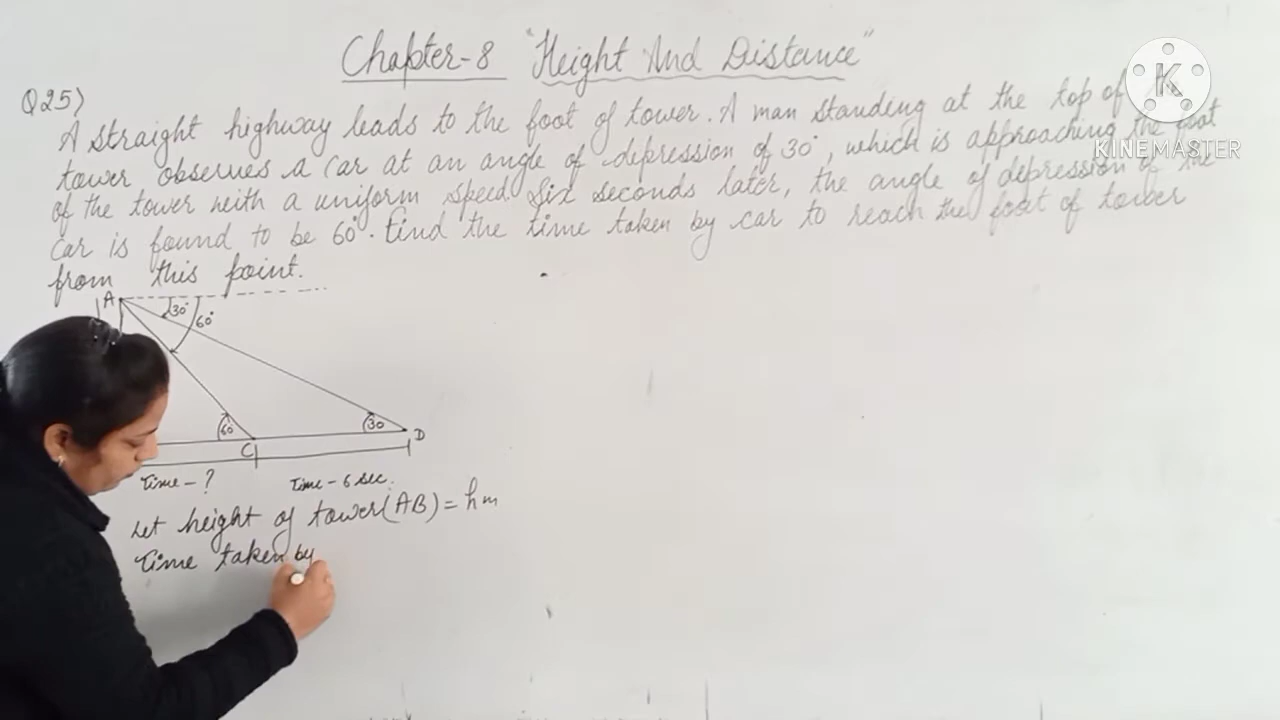 Chapter-8 "Height And Distance"
Q25)
A straight highway leads to the foot of tower. A man standing at the top of
tower observes a car at an angle of depression of 30°, which is approaching the foot
of the tower with a uniform speed. Six seconds later, the angle of depression of the
car is found to be 60°. Find the time taken by car to reach the foot of tower
from this point.
K
KINEMASTER
A
30°
60°
60
30
C
D
Time - ?
Time - 6 sec.
Let height of tower (AB) = h m
Time taken by